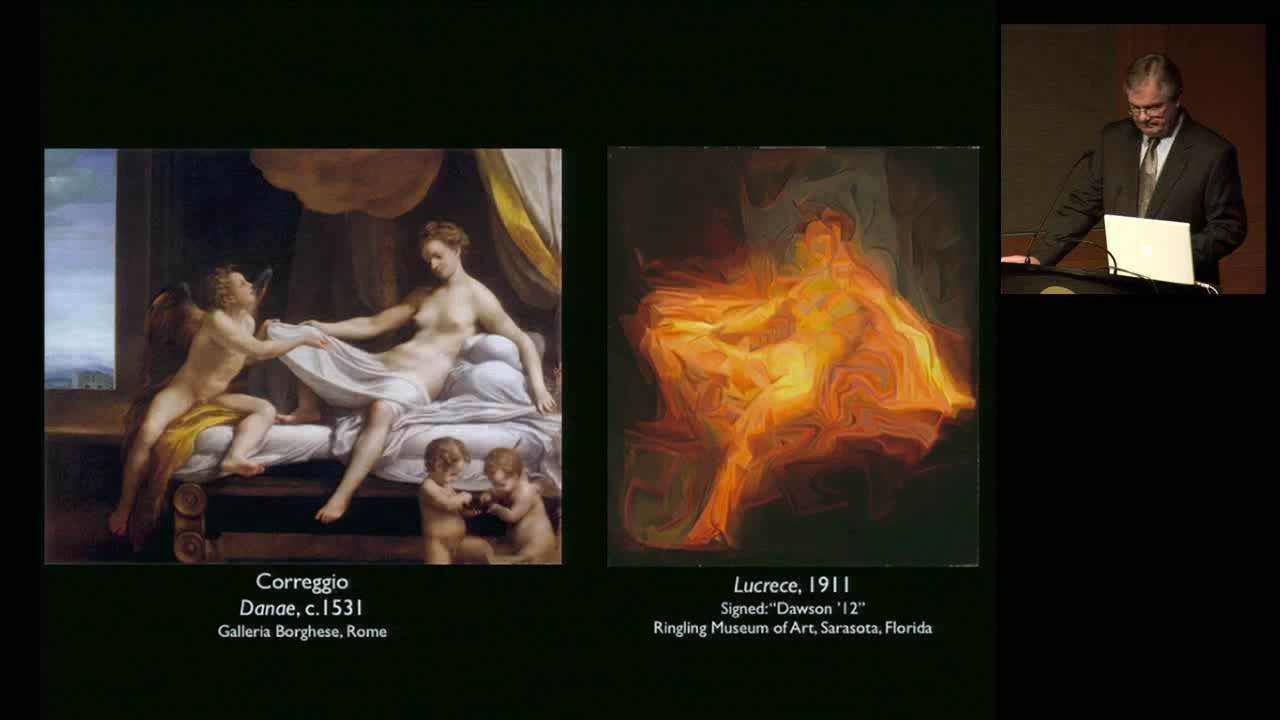 Correggio
Danae, c.1531
Galleria Borghese, Rome
Lucrece, 1911
Signed: "Dawson '12"
Ringling Museum of Art, Sarasota, Florida